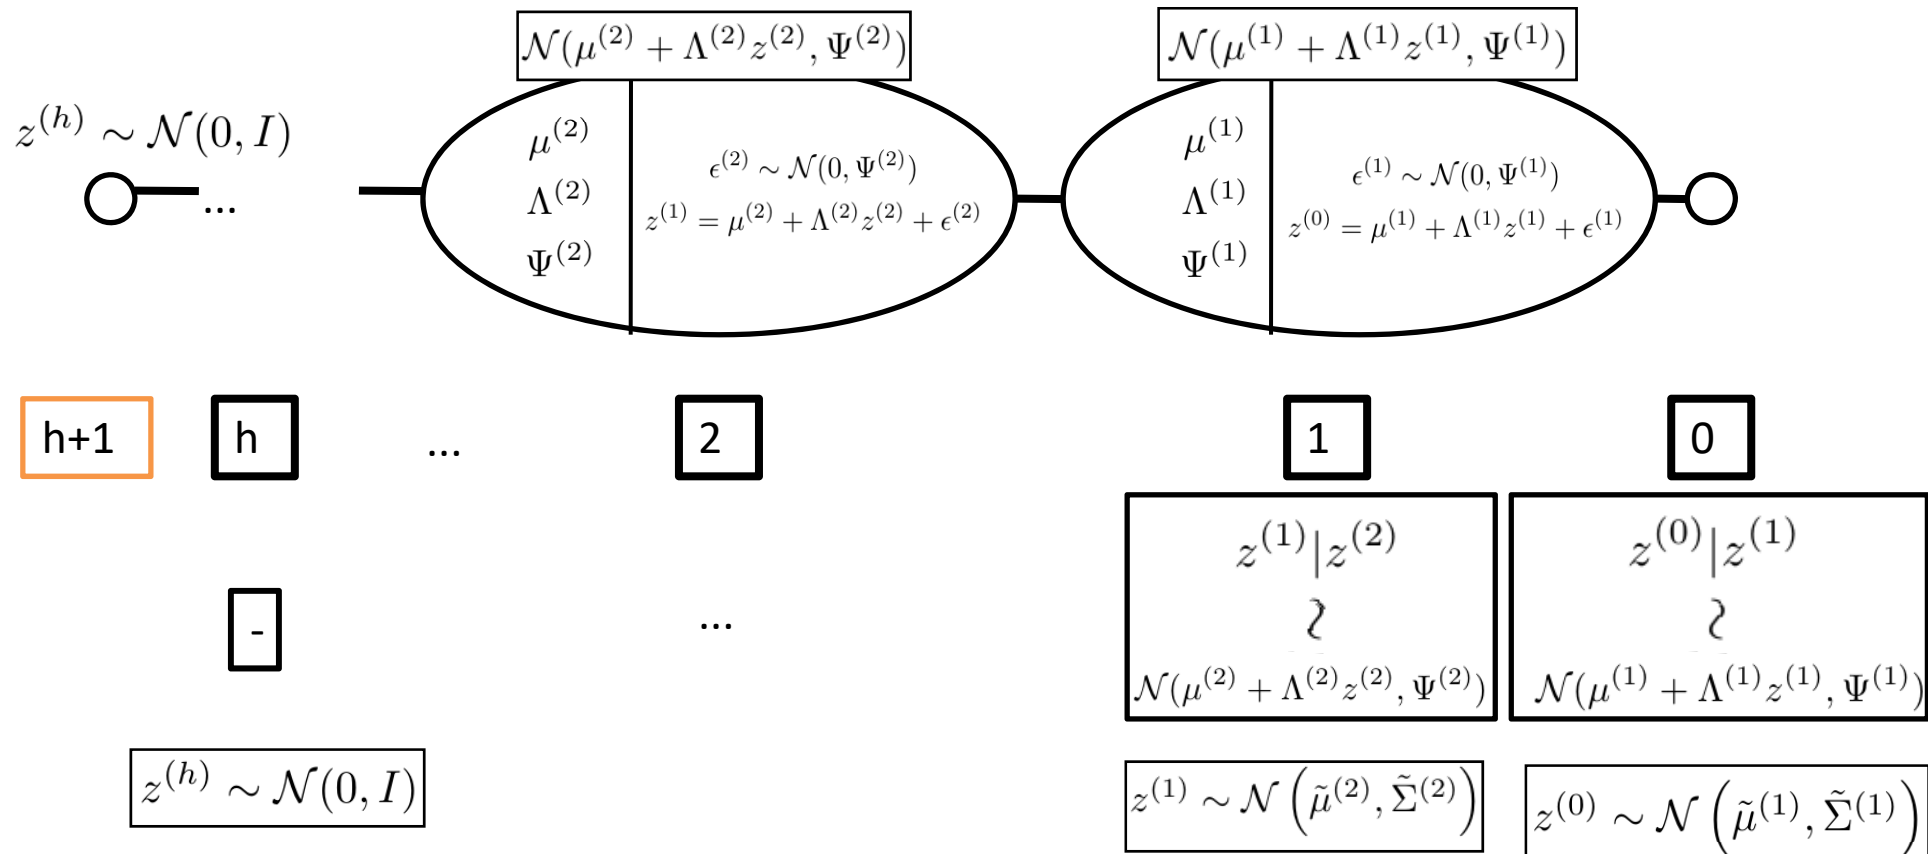 𝒩(μ⁽²⁾ + Λ⁽²⁾z⁽²⁾, Ψ⁽²⁾)
𝒩(μ⁽¹⁾ + Λ⁽¹⁾z⁽¹⁾, Ψ⁽¹⁾)
z⁽ʰ⁾ ∼ 𝒩(0, I)
...
μ⁽²⁾
Λ⁽²⁾
Ψ⁽²⁾
ϵ⁽²⁾ ∼ 𝒩(0, Ψ⁽²⁾)
z⁽¹⁾ = μ⁽²⁾ + Λ⁽²⁾z⁽²⁾ + ϵ⁽²⁾
μ⁽¹⁾
Λ⁽¹⁾
Ψ⁽¹⁾
ϵ⁽¹⁾ ∼ 𝒩(0, Ψ⁽¹⁾)
z⁽⁰⁾ = μ⁽¹⁾ + Λ⁽¹⁾z⁽¹⁾ + ϵ⁽¹⁾
h+1 h ... 2 1 0
z⁽¹⁾|z⁽²⁾
∼
𝒩(μ⁽²⁾ + Λ⁽²⁾z⁽²⁾, Ψ⁽²⁾)
z⁽⁰⁾|z⁽¹⁾
∼
𝒩(μ⁽¹⁾ + Λ⁽¹⁾z⁽¹⁾, Ψ⁽¹⁾)
- ...
z⁽ʰ⁾ ∼ 𝒩(0, I)
z⁽¹⁾ ∼ 𝒩(μ̃⁽²⁾, Σ̃⁽²⁾)
z⁽⁰⁾ ∼ 𝒩(μ̃⁽¹⁾, Σ̃⁽¹⁾)